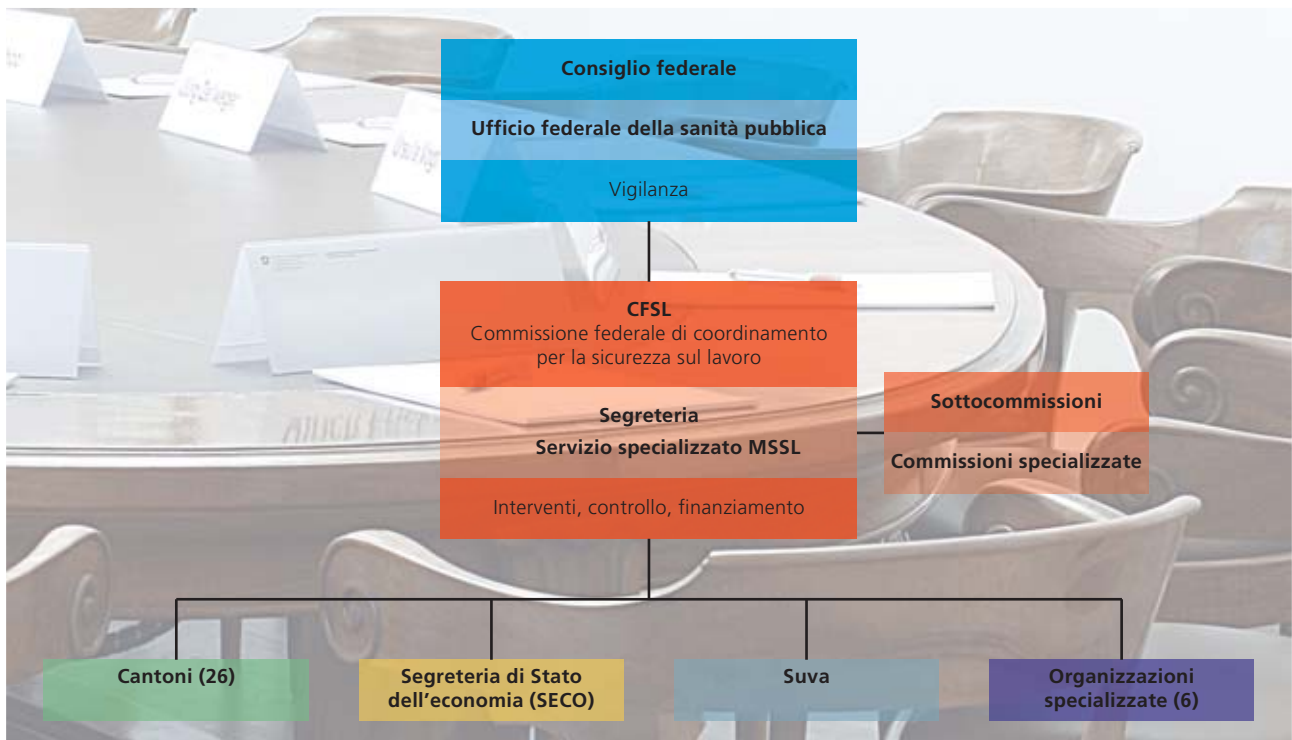 Consiglio federale
Ufficio federale della sanità pubblica
Vigilanza
CFSL
Commissione federale di coordinamento
per la sicurezza sul lavoro
Segreteria
Servizio specializzato MSSL
Interventi, controllo, finanziamento
Sottocommissioni
Commissioni specializzate
Cantoni (26)
Segreteria di Stato
dell'economia (SECO)
Suva
Organizzazioni
specializzate (6)